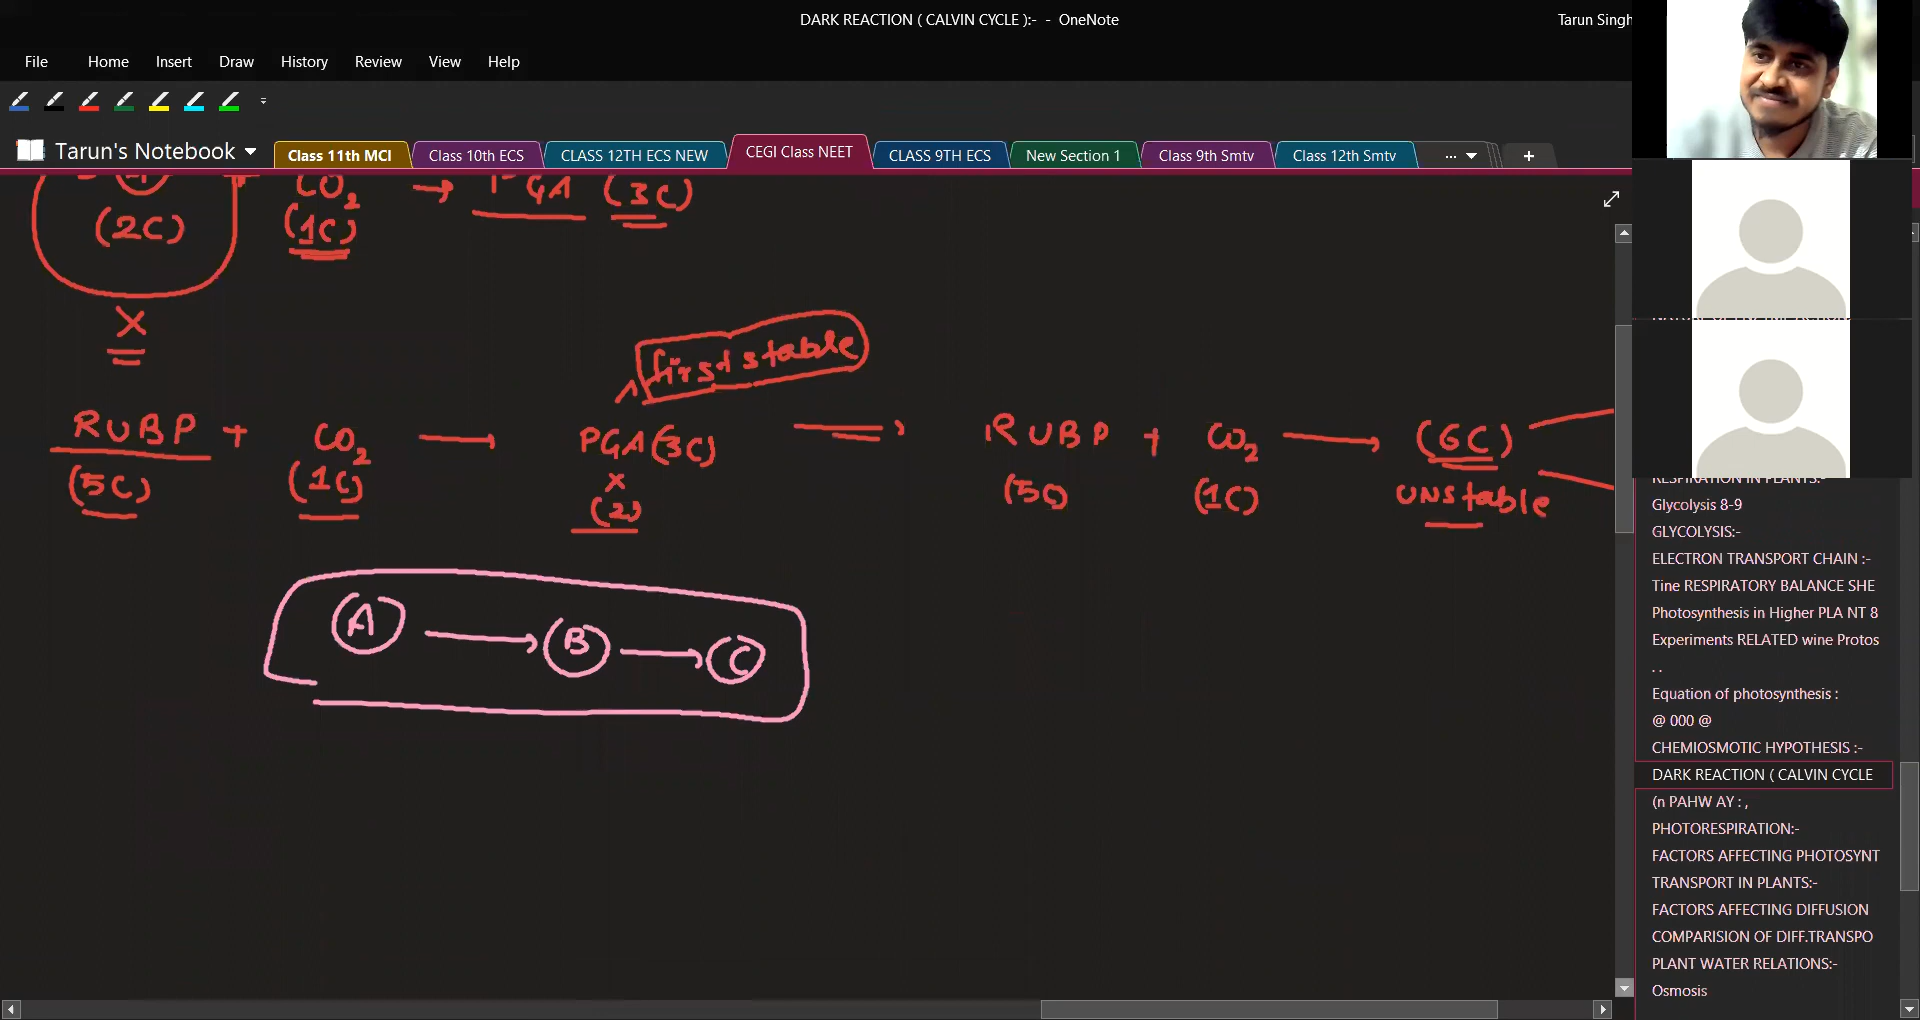 DARK REACTION ( CALVIN CYCLE ):- - OneNote
Tarun Singh
File Home Insert Draw History Review View Help
Tarun's Notebook
Class 11th MCI
Class 10th ECS
CLASS 12TH ECS NEW
CEGI Class NEET
CLASS 9TH ECS
New Section 1
Class 9th Smtv
Class 12th Smtv
...
+
CO2 → PGA (3C)
(2C) (1C)
X
first stable
RUBP + CO2 → PGA (3C) ⇒ RUBP + CO2 → (6C)
(5C) (1C) x (5C) (1C) UNstable
(2)
A → B → C
RESPIRATION IN PLANTS:-
Glycolysis 8-9
GLYCOLYSIS:-
ELECTRON TRANSPORT CHAIN :-
Tine RESPIRATORY BALANCE SHE
Photosynthesis in Higher PLA NT 8
Experiments RELATED wine Protos
. .
Equation of photosynthesis :
@ 000 @
CHEMIOSMOTIC HYPOTHESIS :-
DARK REACTION ( CALVIN CYCLE
(n PAHW AY : ,
PHOTORESPIRATION:-
FACTORS AFFECTING PHOTOSYNT
TRANSPORT IN PLANTS:-
FACTORS AFFECTING DIFFUSION
COMPARISION OF DIFF.TRANSPO
PLANT WATER RELATIONS:-
Osmosis